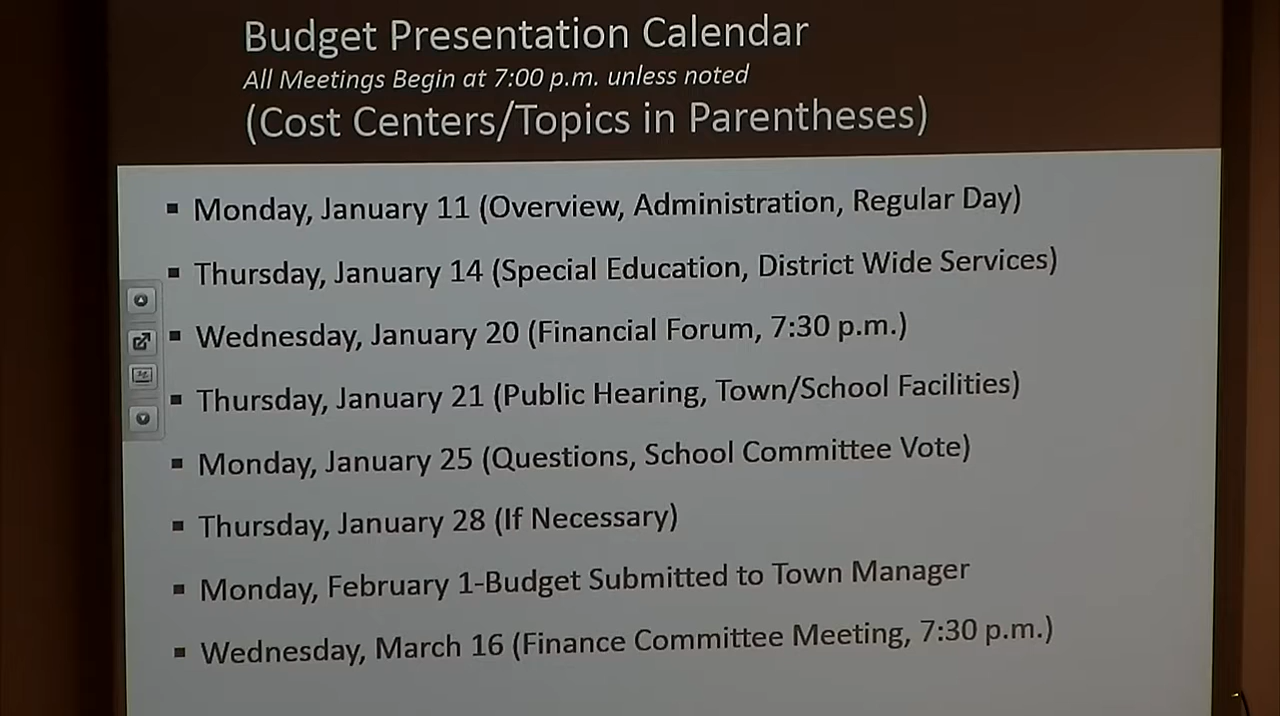 Budget Presentation Calendar
All Meetings Begin at 7:00 p.m. unless noted
(Cost Centers/Topics in Parentheses)
▪ Monday, January 11 (Overview, Administration, Regular Day)
▪ Thursday, January 14 (Special Education, District Wide Services)
▪ Wednesday, January 20 (Financial Forum, 7:30 p.m.)
▪ Thursday, January 21 (Public Hearing, Town/School Facilities)
▪ Monday, January 25 (Questions, School Committee Vote)
▪ Thursday, January 28 (If Necessary)
▪ Monday, February 1-Budget Submitted to Town Manager
▪ Wednesday, March 16 (Finance Committee Meeting, 7:30 p.m.)